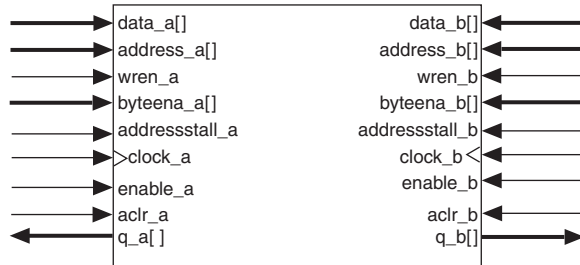 data_a[]
address_a[]
wren_a
byteena_a[]
addressstall_a
clock_a
enable_a
aclr_a
q_a[ ]
data_b[]
address_b[]
wren_b
byteena_b[]
addressstall_b
clock_b
enable_b
aclr_b
q_b[]